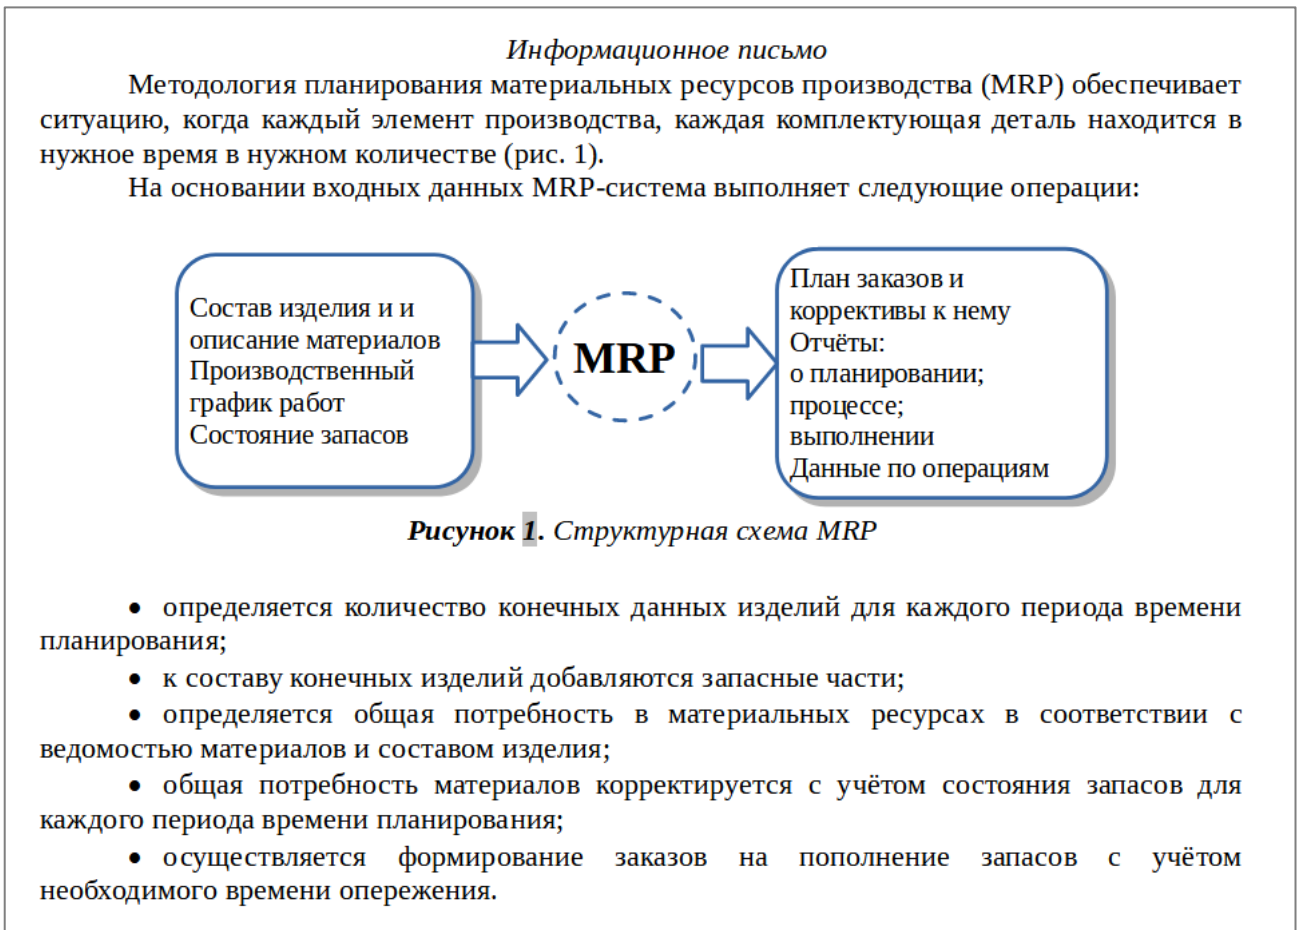 Информационное письмо
Методология планирования материальных ресурсов производства (MRP) обеспечивает
ситуацию, когда каждый элемент производства, каждая комплектующая деталь находится в
нужное время в нужном количестве (рис. 1).
На основании входных данных MRP-система выполняет следующие операции:
Состав изделия и и
описание материалов
Производственный
график работ
Состояние запасов
MRP
План заказов и
коррективы к нему
Отчёты:
о планировании;
процессе;
выполнении
Данные по операциям
Рисунок 1. Структурная схема MRP
• определяется количество конечных данных изделий для каждого периода времени
планирования;
• к составу конечных изделий добавляются запасные части;
• определяется общая потребность в материальных ресурсах в соответствии с
ведомостью материалов и составом изделия;
• общая потребность материалов корректируется с учётом состояния запасов для
каждого периода времени планирования;
• осуществляется формирование заказов на пополнение запасов с учётом
необходимого времени опережения.